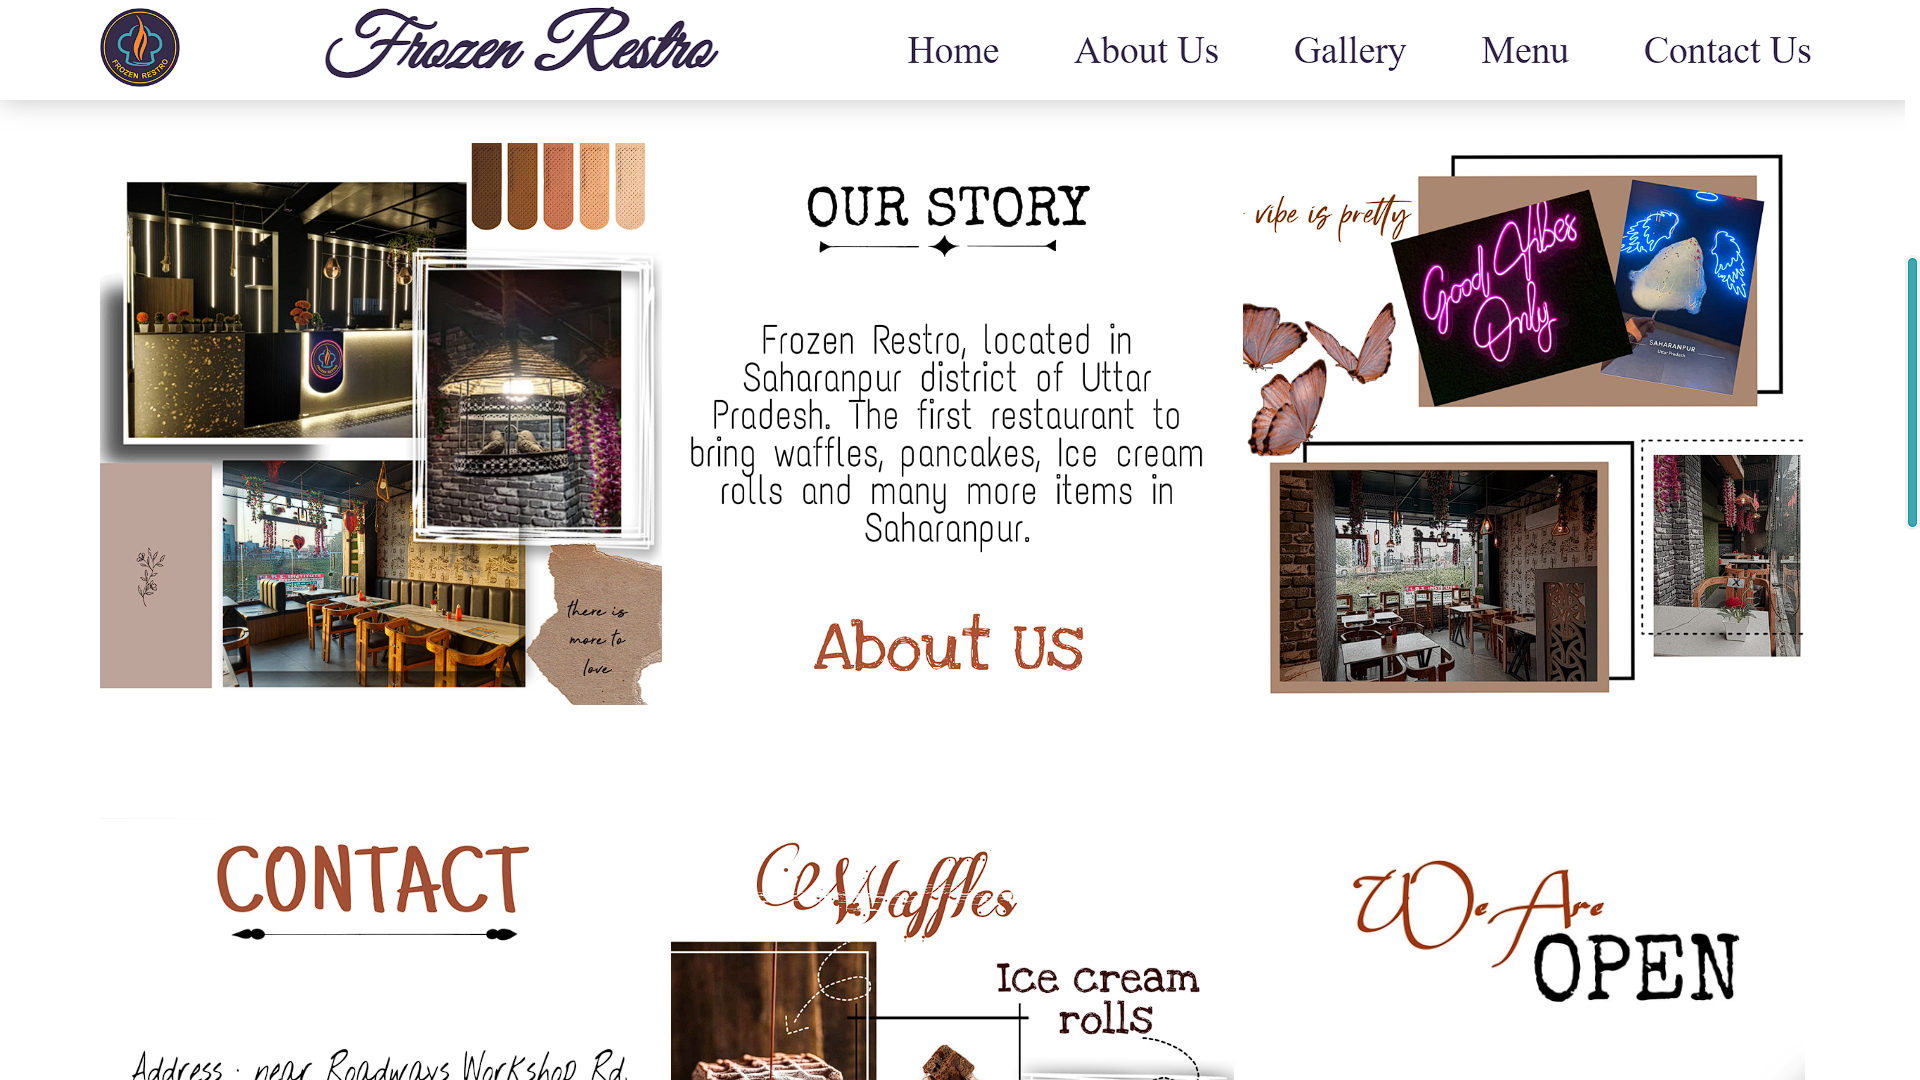 FROZEN RESTRO
Frozen Restro
Home
About Us
Gallery
Menu
Contact Us
there is
more to
love
OUR STORY
Frozen Restro, located in
Saharanpur district of Uttar
Pradesh. The first restaurant to
bring waffles, pancakes, Ice cream
rolls and many more items in
Saharanpur.
About US
vibe is pretty
Good Vibes
Only
SAHARANPUR
Uttar Pradesh
CONTACT
Address : near Roadways Workshop Rd,
Waffles
Ice cream
rolls
We Are
OPEN